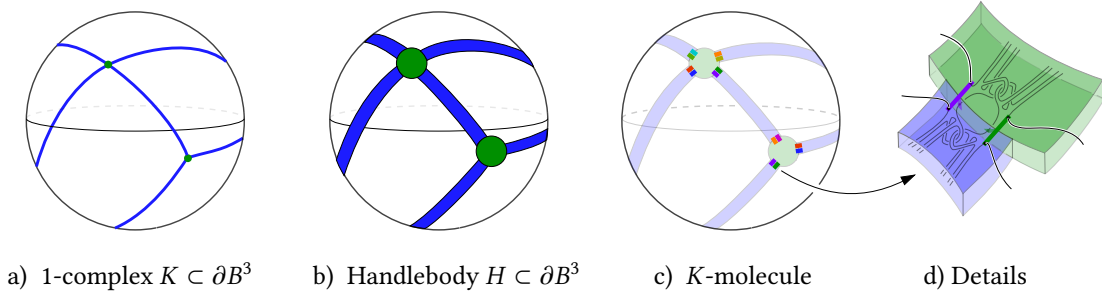 a) 1-complex K ⊂ ∂B³
b) Handlebody H ⊂ ∂B³
c) K-molecule
d) Details